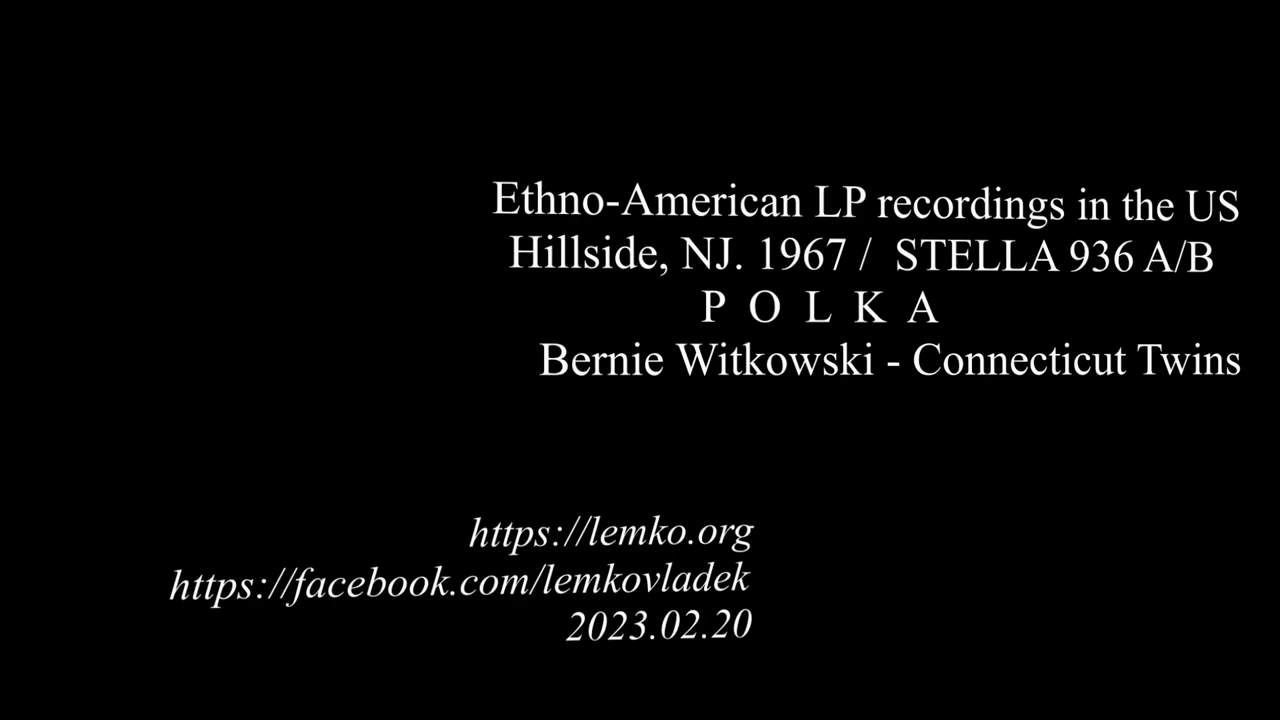 Ethno-American LP recordings in the US
Hillside, NJ. 1967 / STELLA 936 A/B
P O L K A
Bernie Witkowski - Connecticut Twins
https://lemko.org
https://facebook.com/lemkovladek
2023.02.20